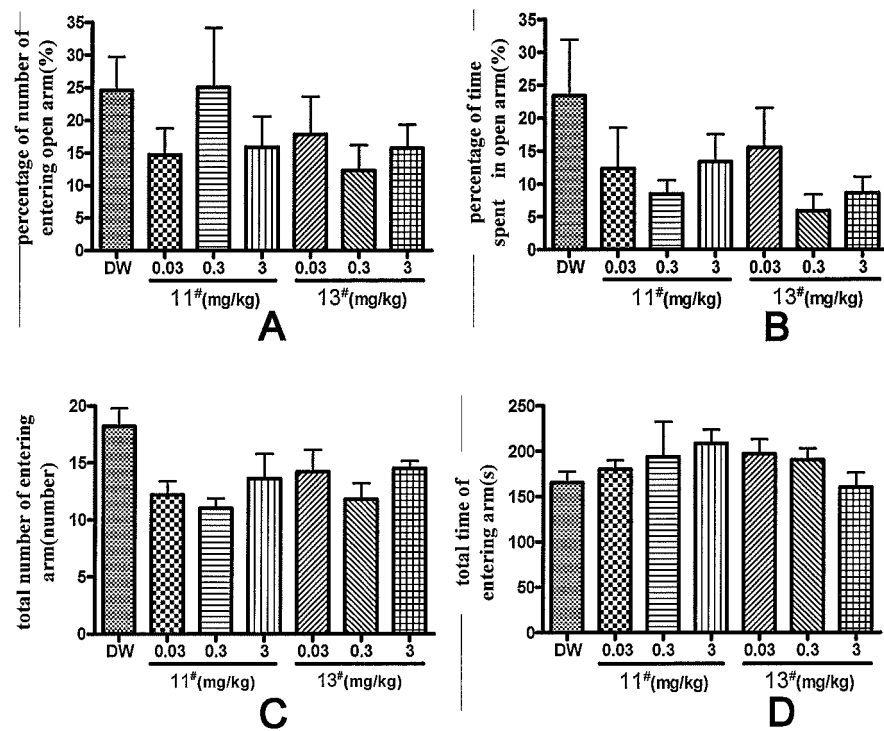 percentage of number of
entering open arm(%)
35
30
25
20
15
10
5
0
DW 0.03 0.3 3 0.03 0.3 3
11#(mg/kg) 13#(mg/kg)
A
percentage of time
spent in open arm(%)
35
30
25
20
15
10
5
0
DW 0.03 0.3 3 0.03 0.3 3
11#(mg/kg) 13#(mg/kg)
B
total number of entering
arm(number)
20
15
10
5
0
DW 0.03 0.3 3 0.03 0.3 3
11#(mg/kg) 13#(mg/kg)
C
total time of
entering arm(s)
250
200
150
100
50
0
DW 0.03 0.3 3 0.03 0.3 3
11#(mg/kg) 13#(mg/kg)
D